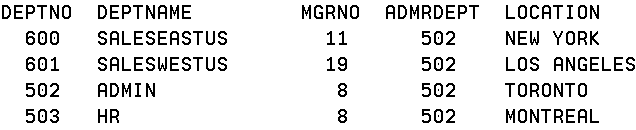 DEPTNO DEPTNAME MGRNO ADMRDEPT LOCATION
600 SALESEASTUS 11 502 NEW YORK
601 SALESWESTUS 19 502 LOS ANGELES
502 ADMIN 8 502 TORONTO
503 HR 8 502 MONTREAL